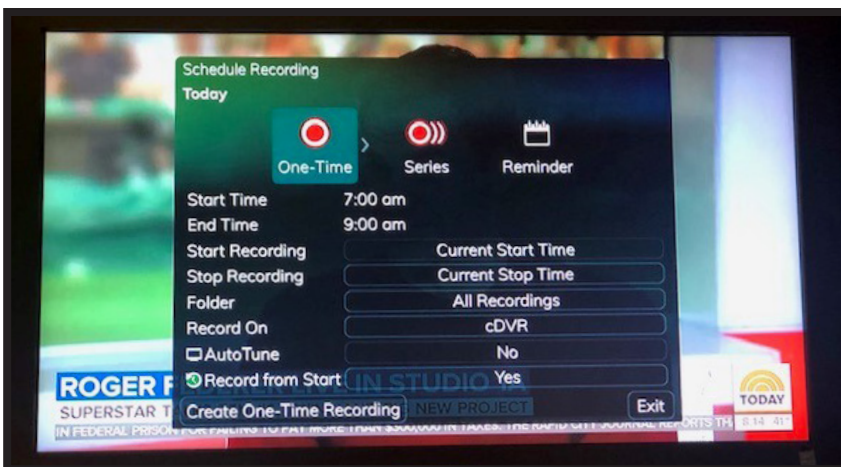 Schedule Recording
Today
One-Time Series Reminder
Start Time 7:00 am
End Time 9:00 am
Start Recording Current Start Time
Stop Recording Current Stop Time
Folder All Recordings
Record On cDVR
AutoTune No
Record from Start Yes
Create One-Time Recording Exit
ROGER F LIVE IN STUDIO 1A
SUPERSTAR T NEW PROJECT
TODAY
IN FEDERAL PRISON FOR FAILING TO PAY MORE THAN $300,000 IN TAXES. THE RAPID CITY JOURNAL REPORTS TH
8:14 41°